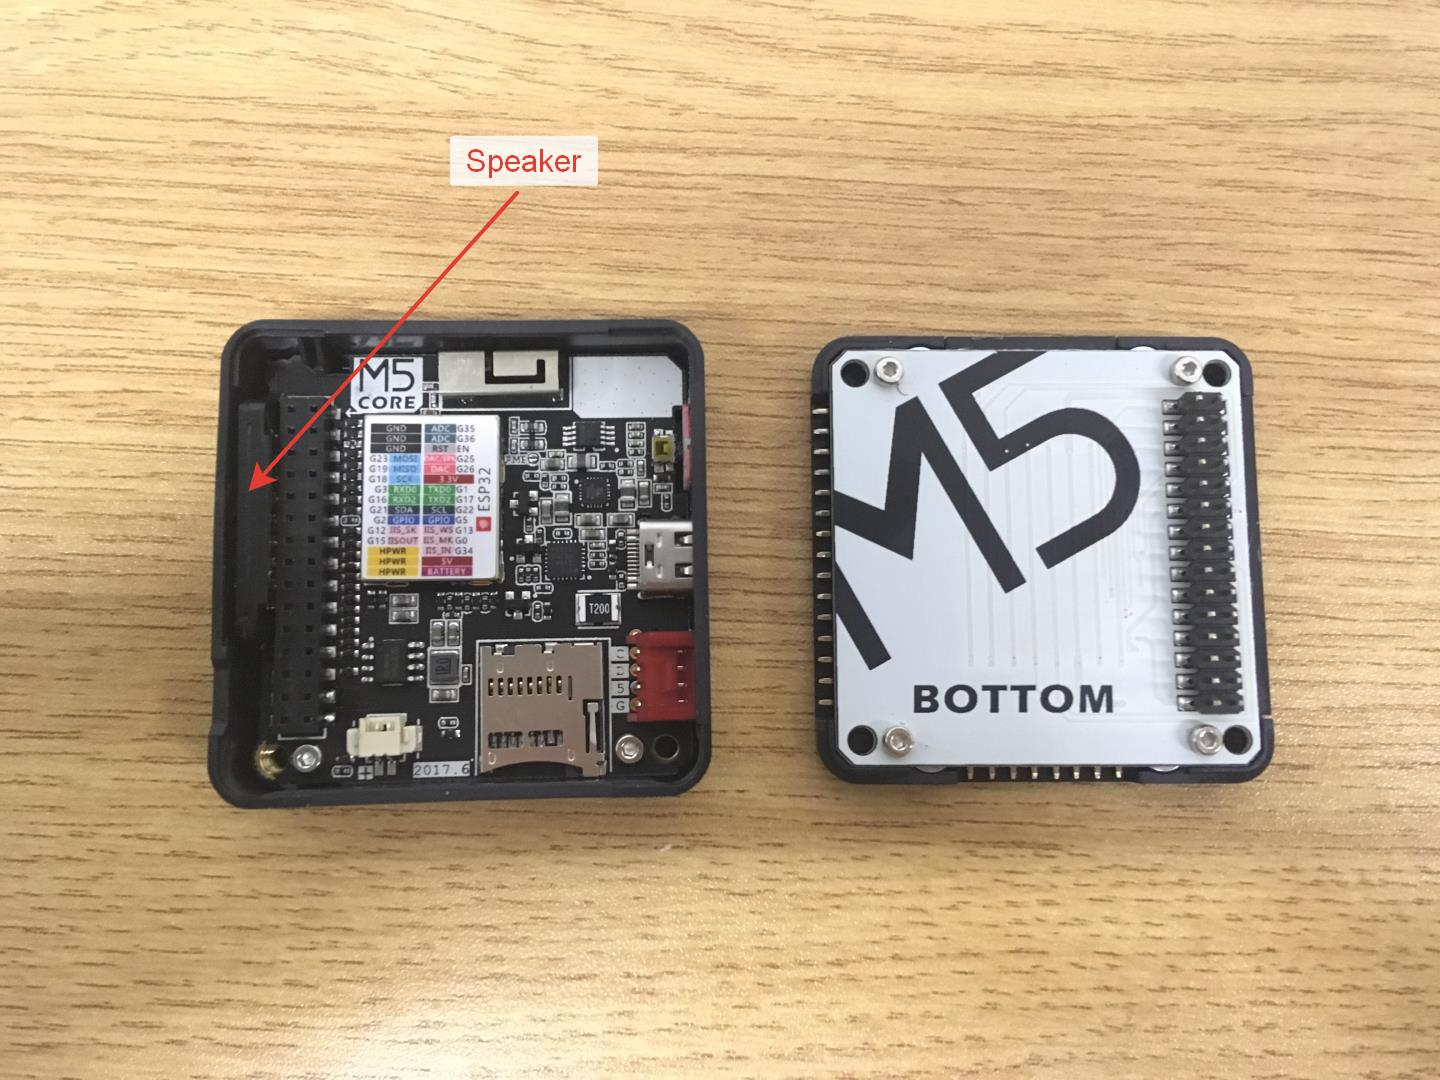 Speaker
M5
CORE
GND ADC G35
GND ADC G36
GND RST EN
G23 MOSI DAC/SPK G25
G19 MISO DAC G26
G18 SCK 3.3V
G3 RXD0 TXD0 G1
G16 RXD2 TXD2 G17
G21 SDA SCL G22
G2 GPIO GPIO G5
G12 IIS_SK IIS_WS G13
G15 IISOUT IIS_MK G0
HPWR IIS_IN G34
HPWR 5V
HPWR BATTERY
ESP32
T200
5
G
2017.6
M5
BOTTOM